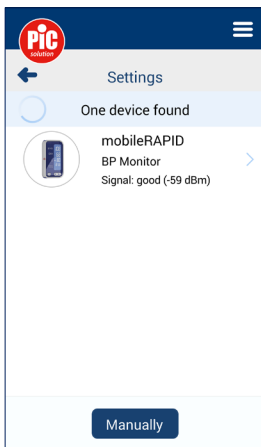 PiC
solution
Settings
One device found
mobileRAPID
BP Monitor
Signal: good (-59 dBm)
Manually